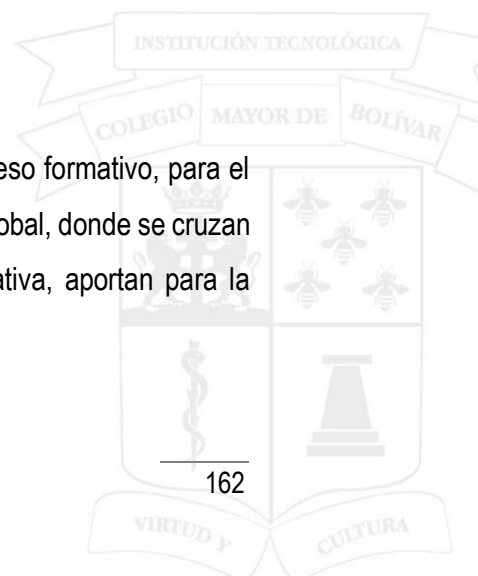 INSTITUCIÓN TECNOLÓGICA
COLEGIO MAYOR DE BOLÍVAR
eso formativo, para el
obal, donde se cruzan
ativa, aportan para la
162
VIRTUD Y CULTURA